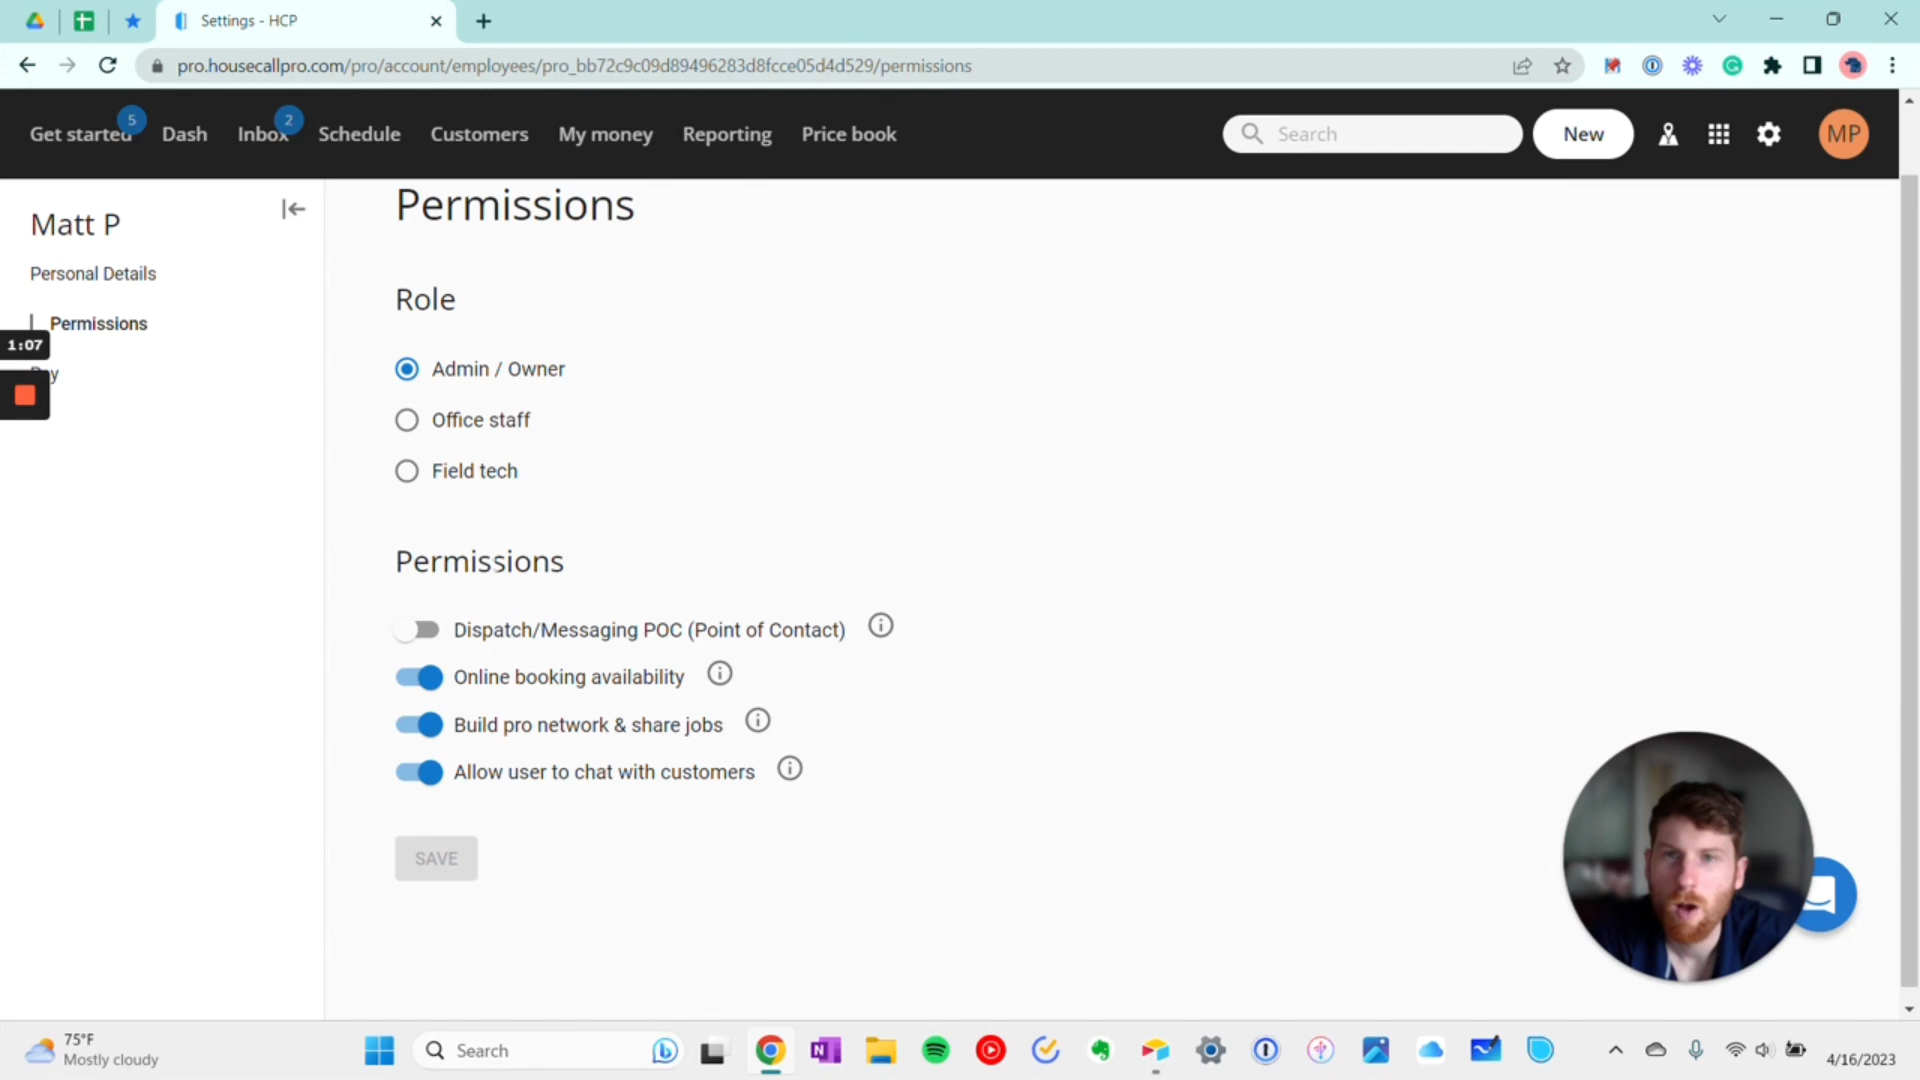 Settings - HCP
pro.housecallpro.com/pro/account/employees/pro_bb72c9c09d89496283d8fcce05d4d529/permissions
Get started 5 Dash Inbox 2 Schedule Customers My money Reporting Price book Search New MP
Matt P
Personal Details
Permissions
1:07
Permissions
Role
Admin / Owner
Office staff
Field tech
Permissions
Dispatch/Messaging POC (Point of Contact)
Online booking availability
Build pro network & share jobs
Allow user to chat with customers
SAVE
75°F
Mostly cloudy
Search
4/16/2023